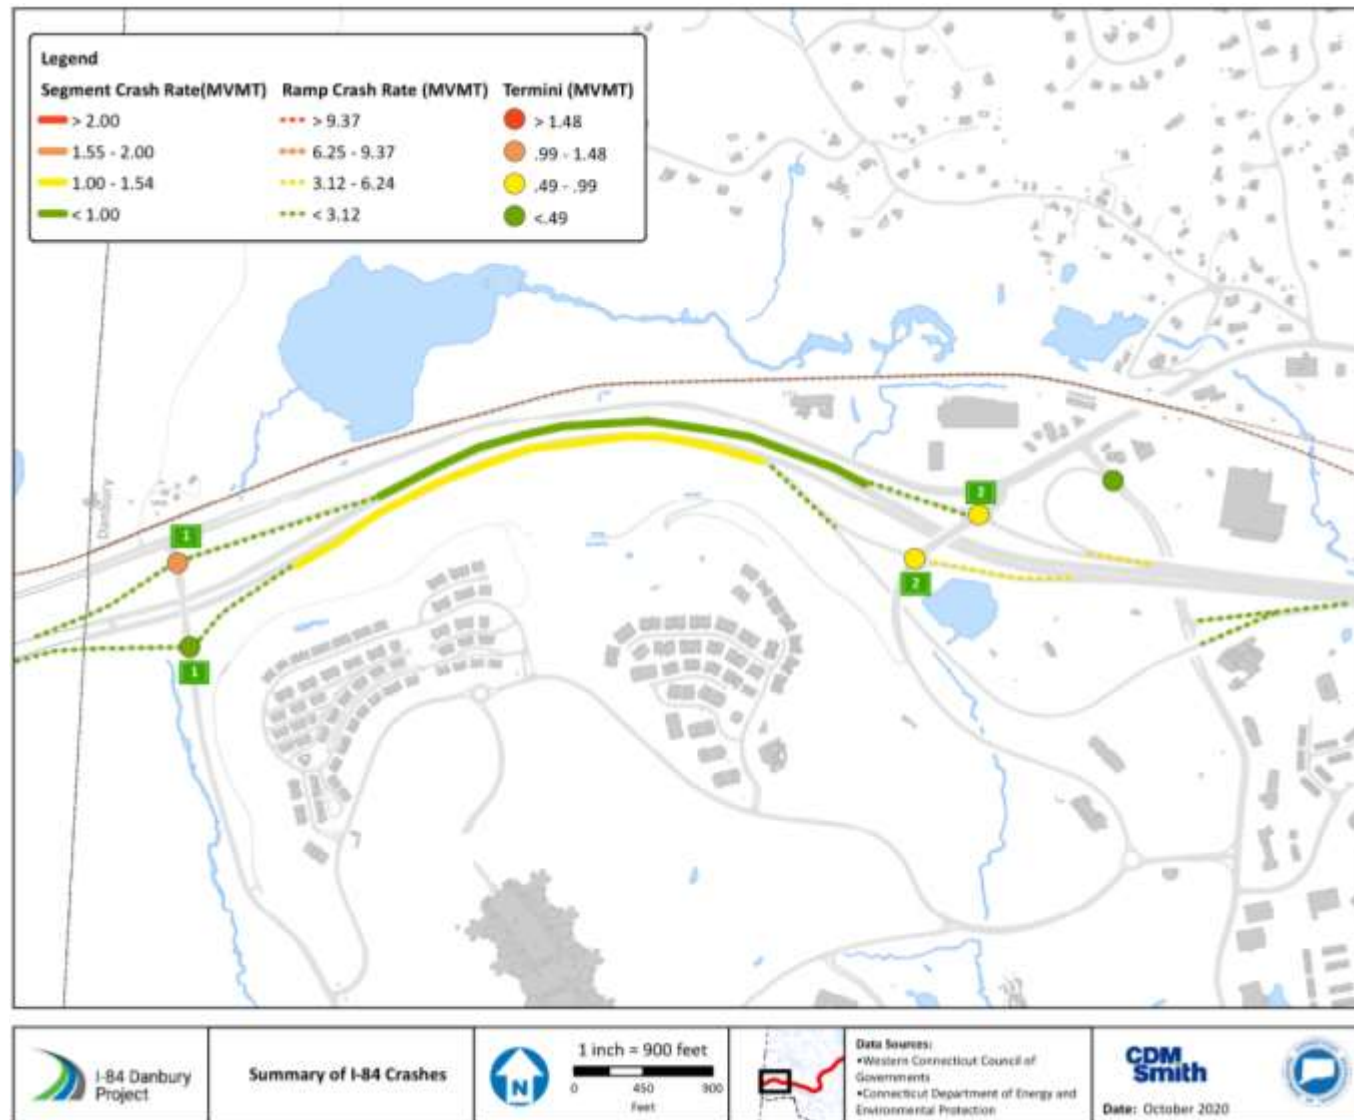 Legend
Segment Crash Rate(MVMT) Ramp Crash Rate (MVMT) Termini (MVMT)
> 2.00 > 9.37 > 1.48
1.55 - 2.00 6.25 - 9.37 .99 - 1.48
1.00 - 1.54 3.12 - 6.24 .49 - .99
< 1.00 < 3.12 <.49
Danbury
1
2
1
2
I-84 Danbury
Project
Summary of I-84 Crashes
N
1 inch = 900 feet
0 450 900
Feet
Data Sources:
•Western Connecticut Council of
Governments
•Connecticut Department of Energy and
Environmental Protection
CDM
Smith
Date: October 2020